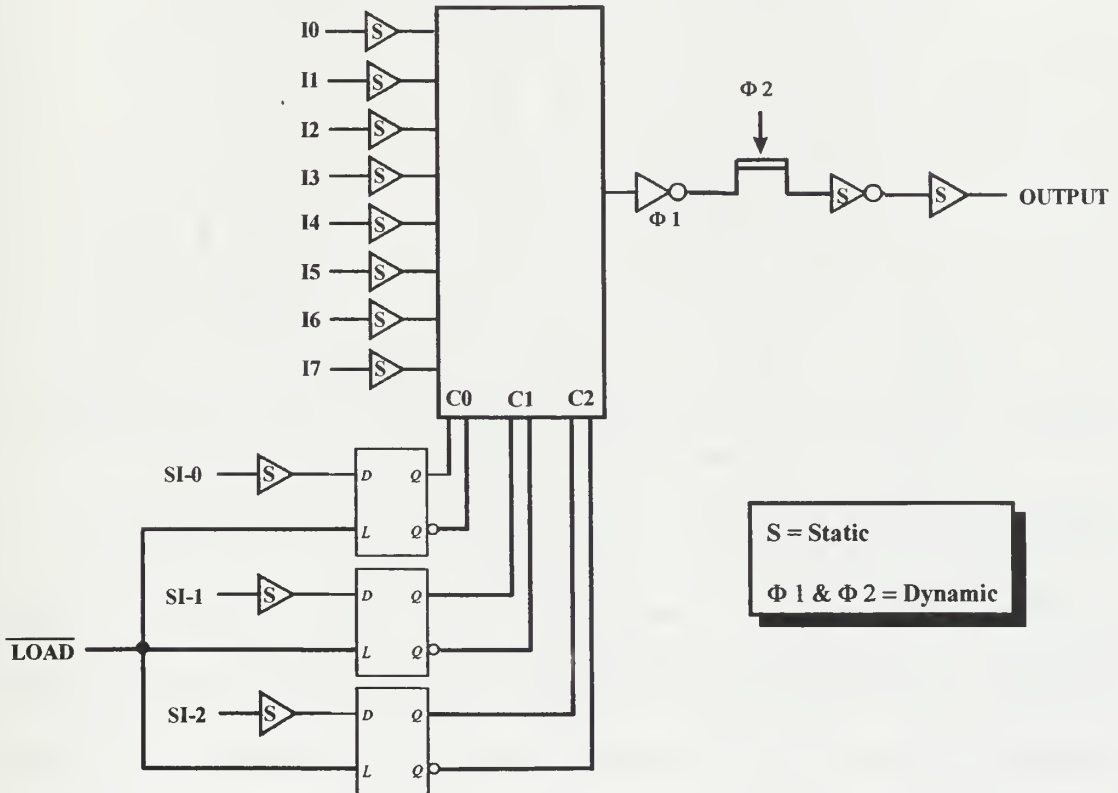 I0
S
I1
S
I2
S
I3
S
I4
S
I5
S
I6
S
I7
S
C0 C1 C2
Φ 2
Φ 1
S
S
OUTPUT
SI-0
S
D Q
L Q
SI-1
S
D Q
L Q
LOAD
SI-2
S
D Q
L Q
S = Static
Φ 1 & Φ 2 = Dynamic